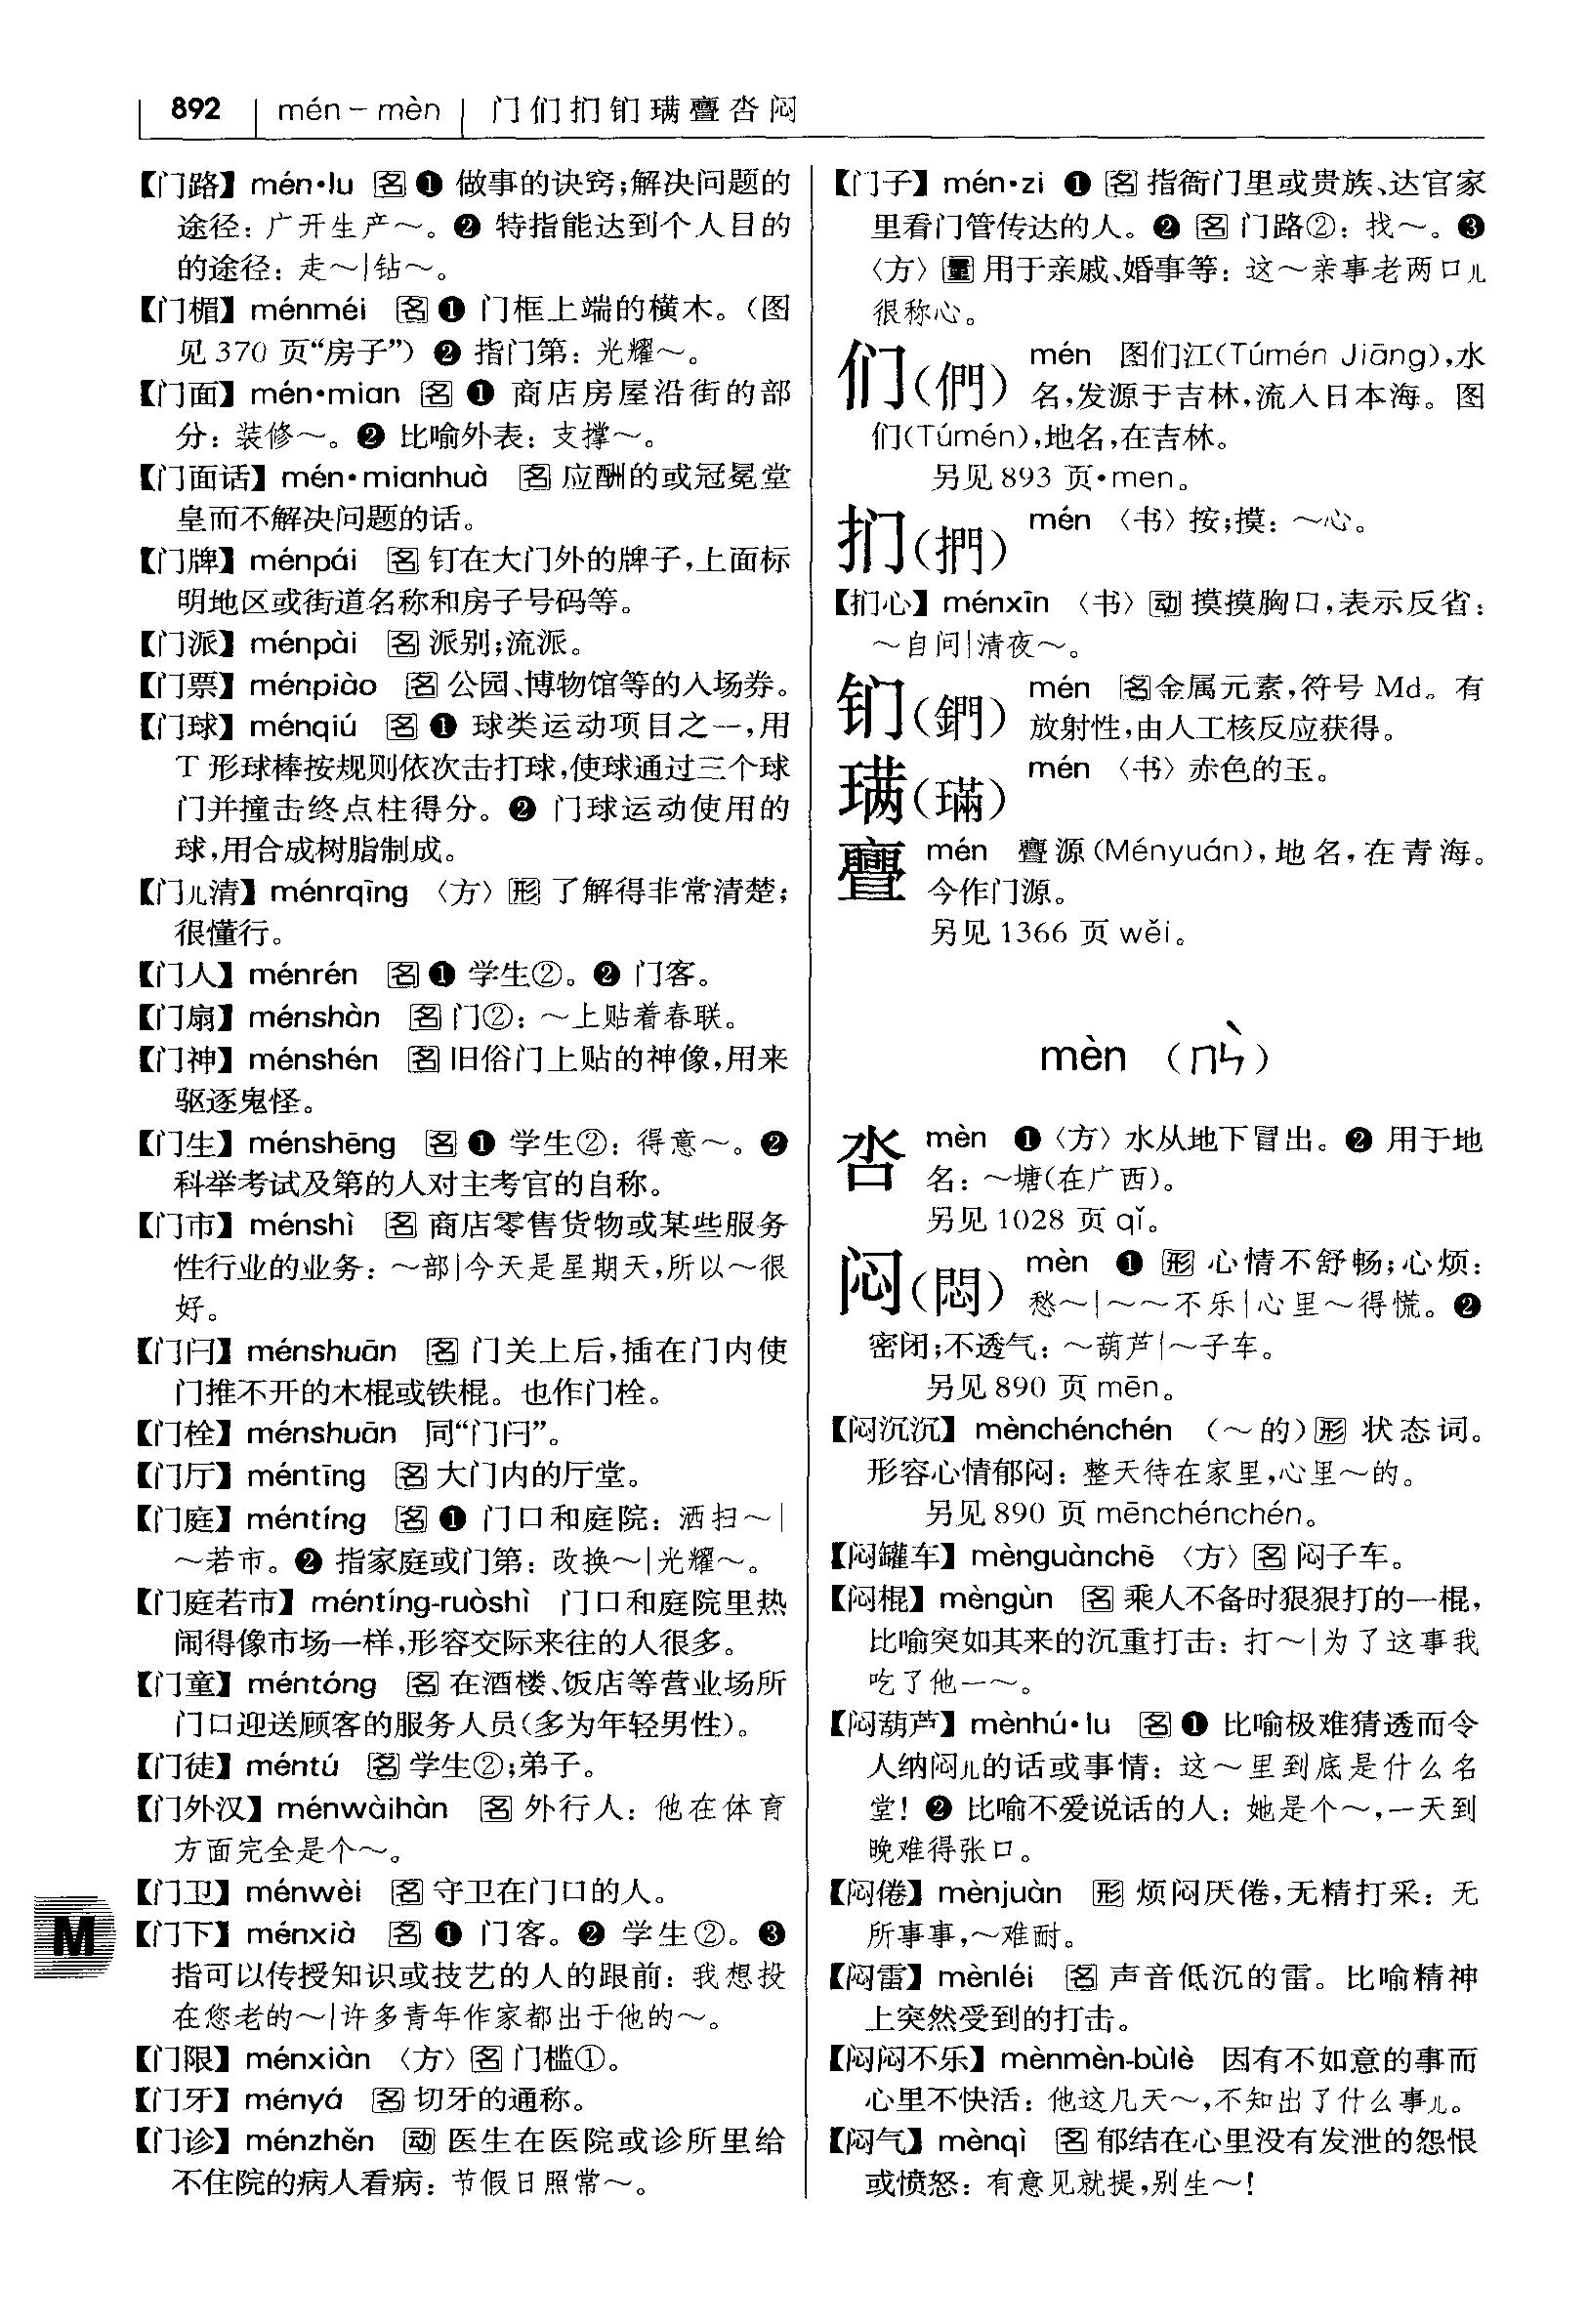 892 mén－mèn 门们扪钔璊亹沓闷
【门路】mén·lu 名 ❶ 做事的诀窍;解决问题的
途径：广开生产～。❷ 特指能达到个人目的
的途径：走～|钻～。
【门楣】ménméi 名 ❶ 门框上端的横木。（图
见370 页“房子”）❷ 指门第：光耀～。
【门面】mén·mian 名 ❶ 商店房屋沿街的部
分：装修～。❷ 比喻外表：支撑～。
【门面话】mén·mianhuà 名 应酬的或冠冕堂
皇而不解决问题的话。
【门牌】ménpái 名 钉在大门外的牌子,上面标
明地区或街道名称和房子号码等。
【门派】ménpài 名 派别;流派。
【门票】ménpiào 名 公园、博物馆等的入场券。
【门球】ménqiú 名 ❶ 球类运动项目之一,用
T 形球棒按规则依次击打球,使球通过三个球
门并撞击终点柱得分。❷ 门球运动使用的
球,用合成树脂制成。
【门儿清】ménrqīng 〈方〉形 了解得非常清楚;
很懂行。
【门人】ménrén 名 ❶ 学生②。❷ 门客。
【门扇】ménshàn 名 门②：～上贴着春联。
【门神】ménshén 名 旧俗门上贴的神像,用来
驱逐鬼怪。
【门生】ménshēng 名 ❶ 学生②：得意～。❷
科举考试及第的人对主考官的自称。
【门市】ménshì 名 商店零售货物或某些服务
性行业的业务：～部|今天是星期天,所以～很
好。
【门闩】ménshuān 名 门关上后,插在门内使
门推不开的木棍或铁棍。也作门栓。
【门栓】ménshuān 同“门闩”。
【门厅】méntīng 名 大门内的厅堂。
【门庭】méntíng 名 ❶ 门口和庭院：洒扫～|
～若市。❷ 指家庭或门第：改换～|光耀～。
【门庭若市】méntíng-ruòshì 门口和庭院里热
闹得像市场一样,形容交际来往的人很多。
【门童】méntóng 名 在酒楼、饭店等营业场所
门口迎送顾客的服务人员(多为年轻男性)。
【门徒】méntú 名 学生②;弟子。
【门外汉】ménwàihàn 名 外行人：他在体育
方面完全是个～。
【门卫】ménwèi 名 守卫在门口的人。
【门下】ménxià 名 ❶ 门客。❷ 学生②。❸
指可以传授知识或技艺的人的跟前：我想投
在您老的～|许多青年作家都出于他的～。
【门限】ménxiàn 〈方〉名 门槛①。
【门牙】ményá 名 切牙的通称。
【门诊】ménzhěn 动 医生在医院或诊所里给
不住院的病人看病：节假日照常～。
M
【门子】mén·zi ❶ 名 指衙门里或贵族、达官家
里看门管传达的人。❷ 名 门路②：找～。❸
〈方〉量 用于亲戚、婚事等：这～亲事老两口儿
很称心。
们(們) mén 图们江(Túmén Jiāng),水
名,发源于吉林,流入日本海。图
们(Túmén),地名,在吉林。
另见893 页·men。
扪(捫) mén 〈书〉按;摸：～心。
【扪心】ménxīn 〈书〉动 摸摸胸口,表示反省：
～自问|清夜～。
钔(鍆) mén 名 金属元素,符号 Md。有
放射性,由人工核反应获得。
璊(璊) mén 〈书〉赤色的玉。
亹 mén 亹源(Ményuán),地名,在青海。
今作门源。
另见1366 页 wěi。
mèn （ㄇㄣˋ）
呇 mèn ❶〈方〉水从地下冒出。❷ 用于地
名：～塘(在广西)。
另见1028 页 qǐ。
闷(悶) mèn ❶ 形 心情不舒畅;心烦：
愁～|～～不乐|心里～得慌。❷
密闭;不透气：～葫芦|～子车。
另见890 页 mēn。
【闷沉沉】mènchénchén （～的）形 状态词。
形容心情郁闷：整天待在家里,心里～的。
另见890 页 mēnchénchén。
【闷罐车】mènguànchē 〈方〉名 闷子车。
【闷棍】mèngùn 名 乘人不备时狠狠打的一棍,
比喻突如其来的沉重打击：打～|为了这事我
吃了他一～。
【闷葫芦】mènhú·lu 名 ❶ 比喻极难猜透而令
人纳闷儿的话或事情：这～里到底是什么名
堂! ❷ 比喻不爱说话的人：她是个～,一天到
晚难得张口。
【闷倦】mènjuàn 形 烦闷厌倦,无精打采：无
所事事,～难耐。
【闷雷】mènléi 名 声音低沉的雷。比喻精神
上突然受到的打击。
【闷闷不乐】mènmèn-bùlè 因有不如意的事而
心里不快活：他这几天～,不知出了什么事儿。
【闷气】mènqì 名 郁结在心里没有发泄的怨恨
或愤怒：有意见就提,别生～!